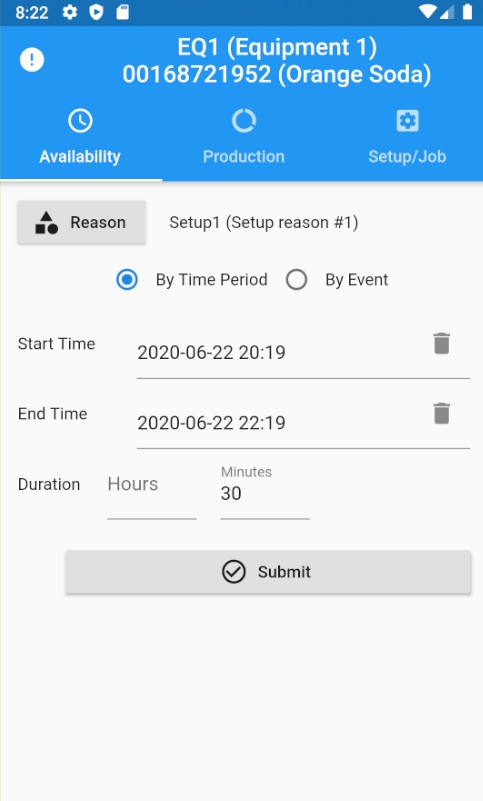 8:22
EQ1 (Equipment 1)
00168721952 (Orange Soda)
Availability Production Setup/Job
Reason Setup1 (Setup reason #1)
By Time Period By Event
Start Time 2020-06-22 20:19
End Time 2020-06-22 22:19
Minutes
Duration Hours 30
Submit